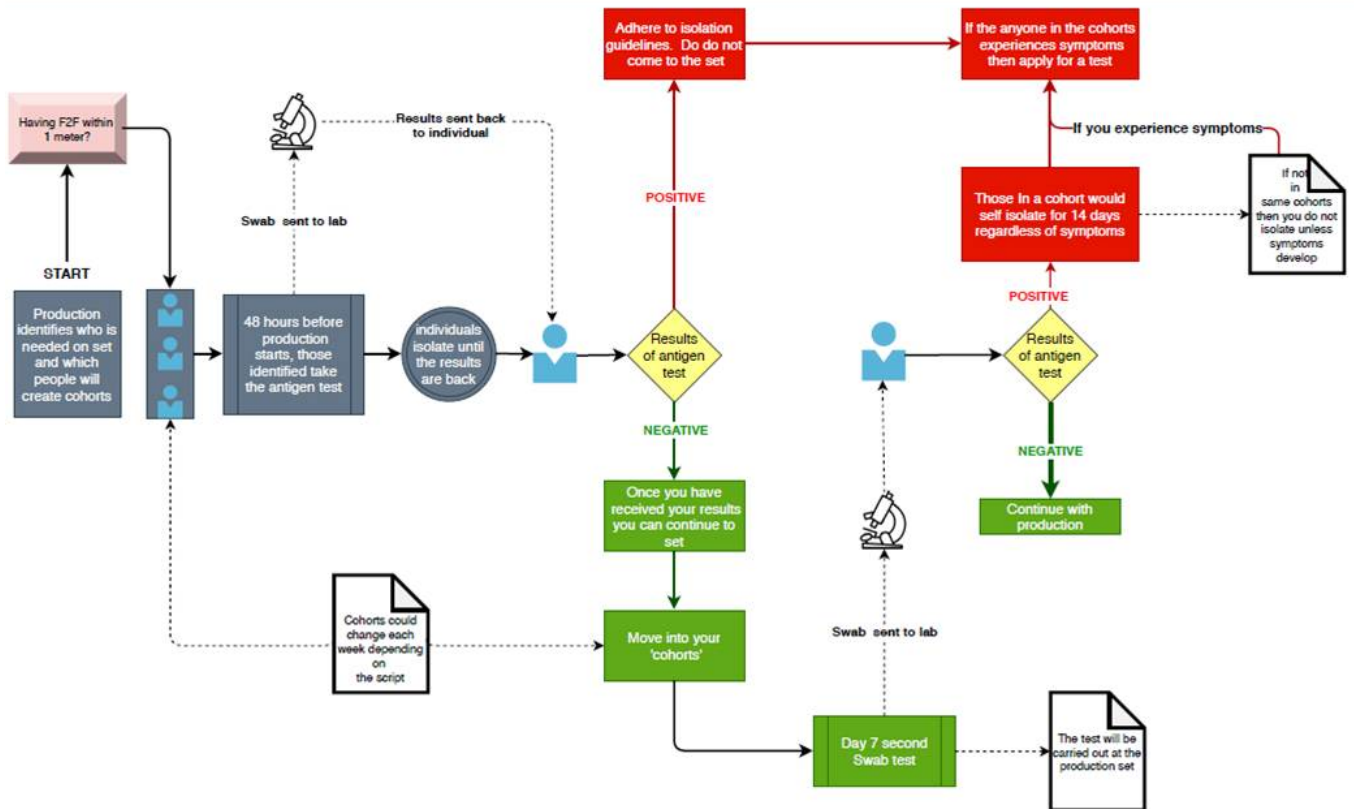 Having F2F within
1 meter?
START
Production
identifies who is
needed on set
and which
people will
create cohorts
48 hours before
production
starts, those
identified take
the antigen test
Swab sent to lab
Results sent back
to individual
individuals
isolate until
the results
are back
Results
of antigen
test
POSITIVE
Adhere to isolation
guidelines. Do do not
come to the set
If the anyone in the cohorts
experiences symptoms
then apply for a test
NEGATIVE
Once you have
received your results
you can continue to
set
Move into your
'cohorts'
Cohorts could
change each
week depending
on
the script
Day 7 second
Swab test
The test will be
carried out at the
production set
Swab sent to lab
Results
of antigen
test
POSITIVE
Those In a cohort would
self isolate for 14 days
regardless of symptoms
If you experience symptoms
If not
in
same cohorts
then you do not
isolate unless
symptoms
develop
NEGATIVE
Continue with
production